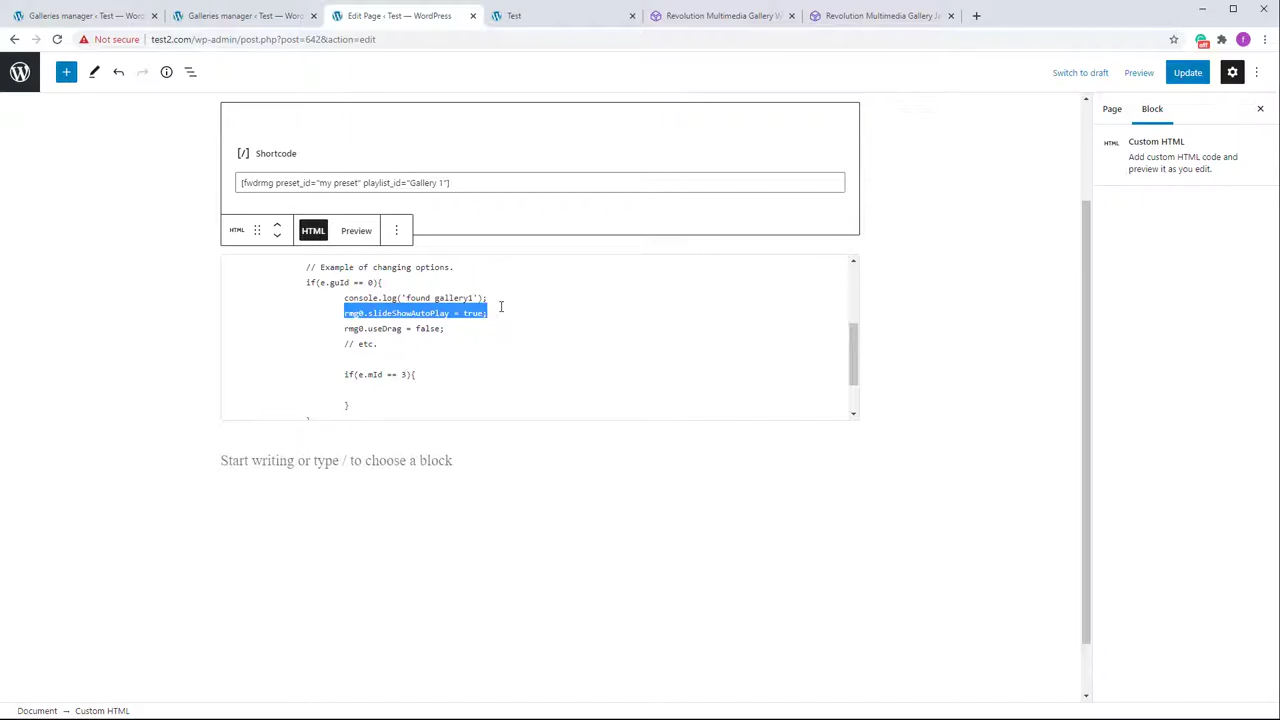 Galleries manager ‹ Test — Wor
Galleries manager ‹ Test — Wor
Edit Page ‹ Test — WordPress
Test
Revolution Multimedia Gallery W
Revolution Multimedia Gallery Ja
Not secure
test2.com/wp-admin/post.php?post=642&action=edit
off
f
Switch to draft
Preview
Update
Page
Block
[/] Shortcode
[fwdrmg preset_id="my preset" playlist_id="Gallery 1"]
HTML
HTML
Preview
HTML
Custom HTML
Add custom HTML code and
preview it as you edit.
// Example of changing options.
if(e.guId == 0){
console.log('found gallery1');
rmg0.slideShowAutoPlay = true;
rmg0.useDrag = false;
// etc.
if(e.mId == 3){
}
Start writing or type / to choose a block
Document → Custom HTML